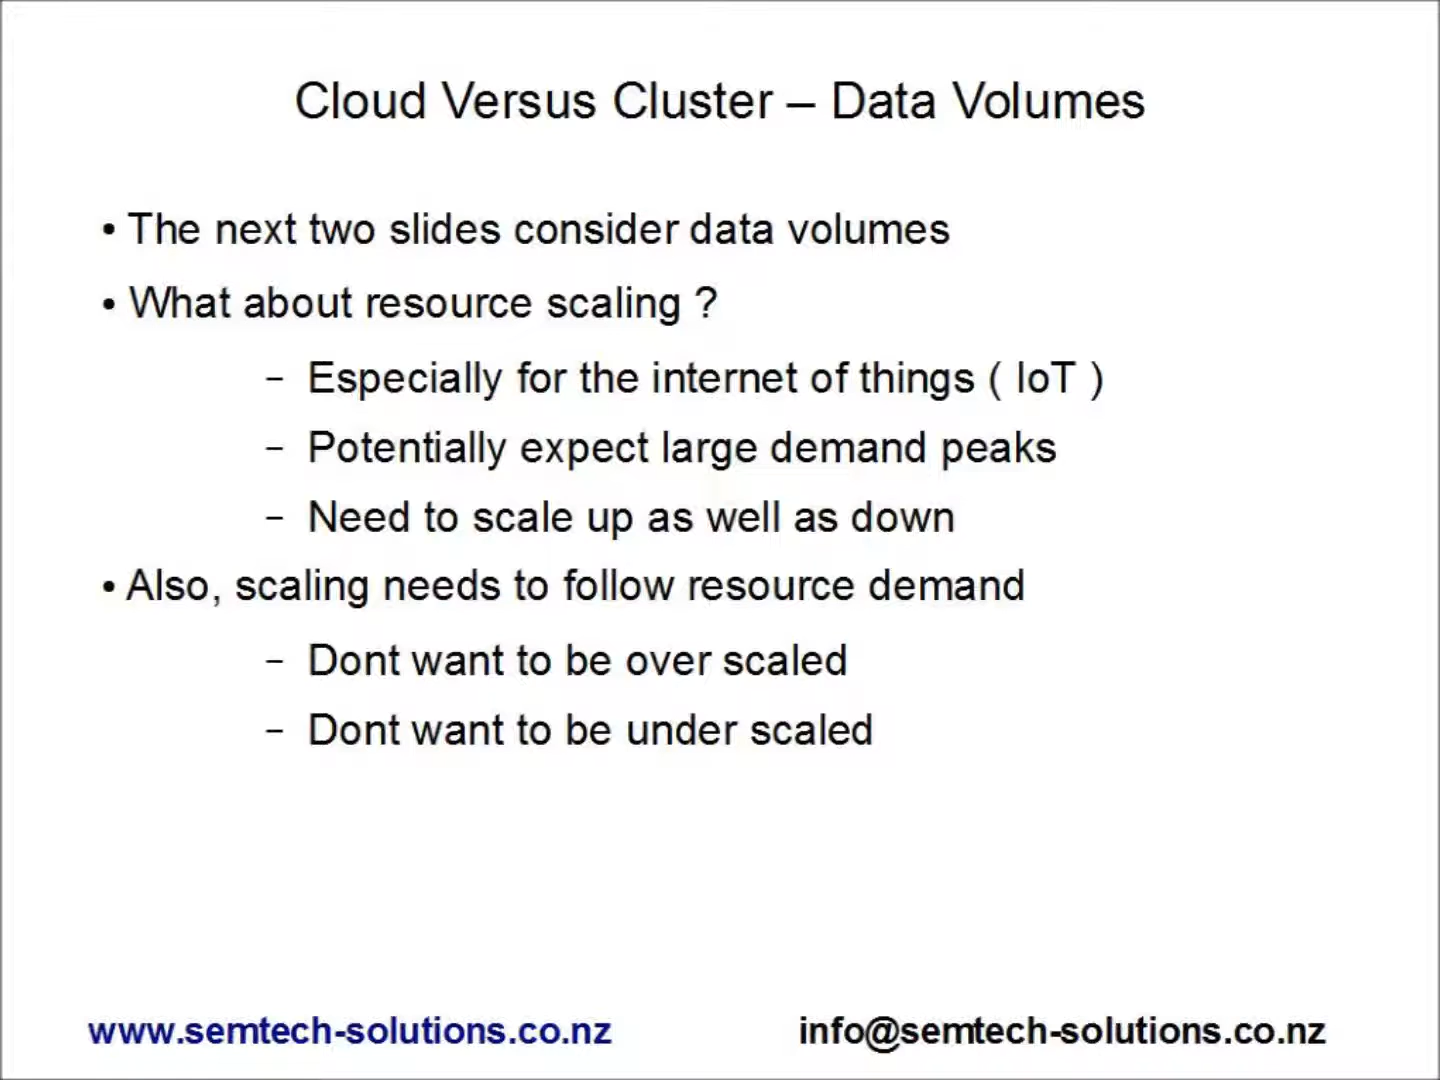 Cloud Versus Cluster – Data Volumes
• The next two slides consider data volumes
• What about resource scaling ?
– Especially for the internet of things ( IoT )
– Potentially expect large demand peaks
– Need to scale up as well as down
• Also, scaling needs to follow resource demand
– Dont want to be over scaled
– Dont want to be under scaled
www.semtech-solutions.co.nz info@semtech-solutions.co.nz